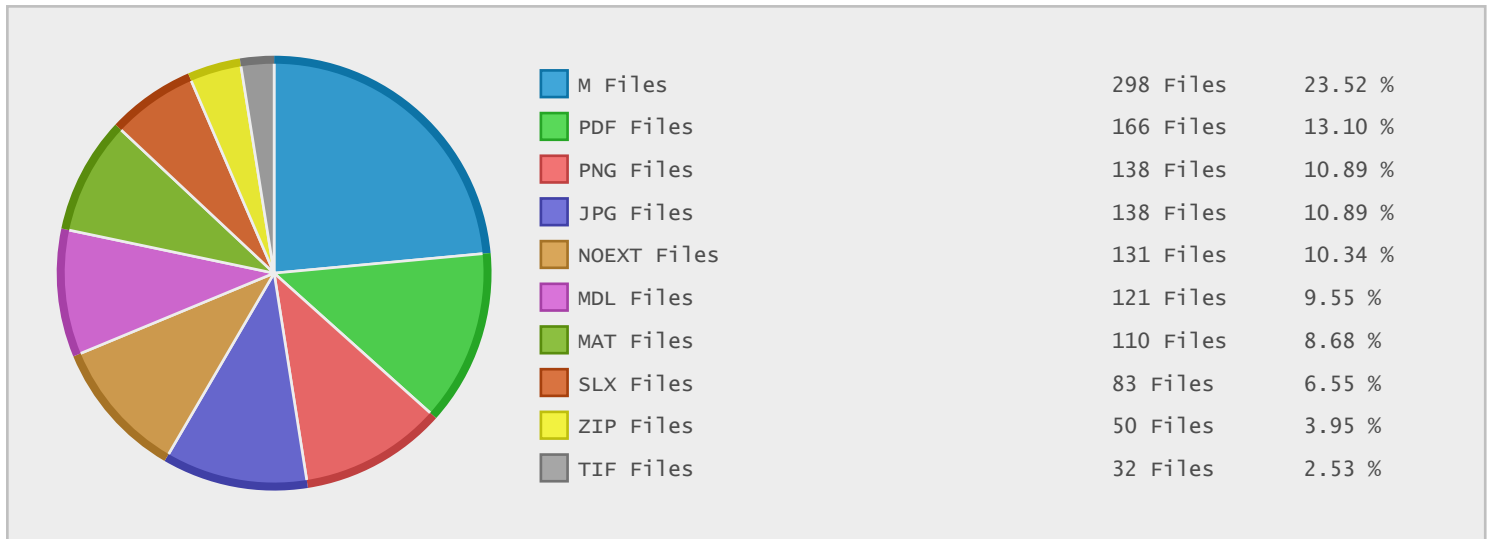 M Files 298 Files 23.52 %
PDF Files 166 Files 13.10 %
PNG Files 138 Files 10.89 %
JPG Files 138 Files 10.89 %
NOEXT Files 131 Files 10.34 %
MDL Files 121 Files 9.55 %
MAT Files 110 Files 8.68 %
SLX Files 83 Files 6.55 %
ZIP Files 50 Files 3.95 %
TIF Files 32 Files 2.53 %